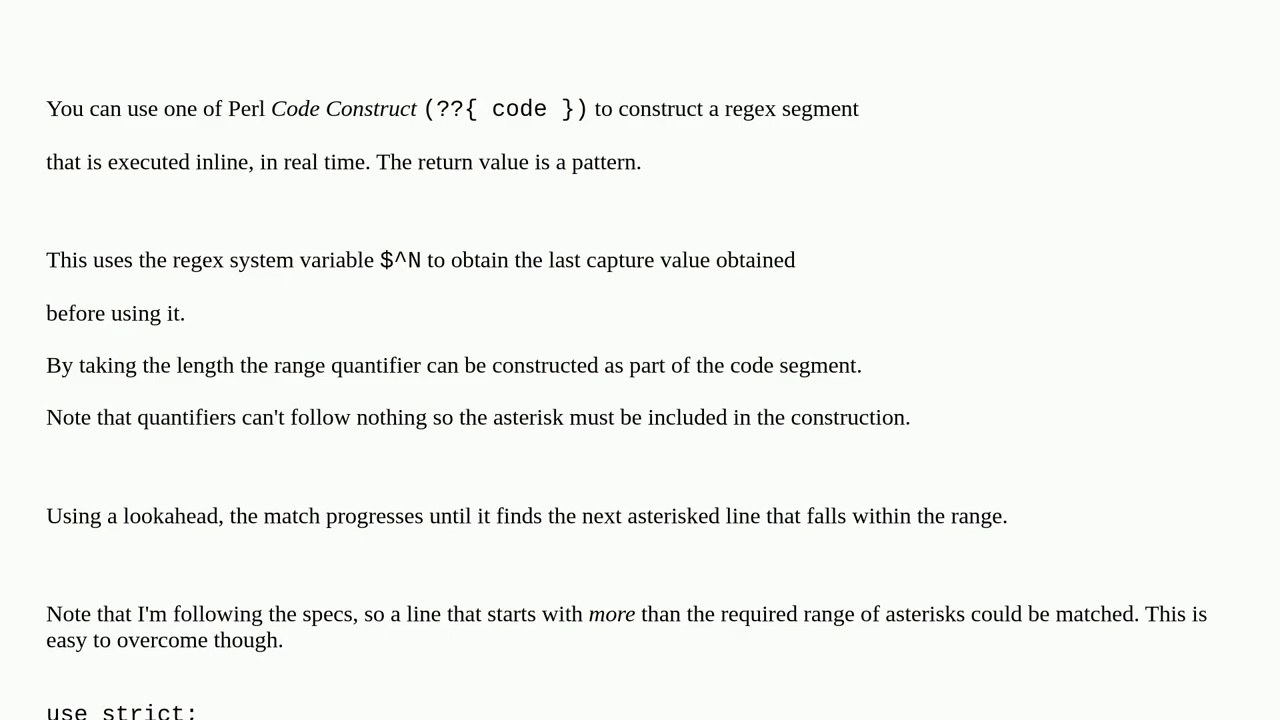 You can use one of Perl Code Construct (??{ code }) to construct a regex segment
that is executed inline, in real time. The return value is a pattern.
This uses the regex system variable $^N to obtain the last capture value obtained
before using it.
By taking the length the range quantifier can be constructed as part of the code segment.
Note that quantifiers can't follow nothing so the asterisk must be included in the construction.
Using a lookahead, the match progresses until it finds the next asterisked line that falls within the range.
Note that I'm following the specs, so a line that starts with more than the required range of asterisks could be matched. This is
easy to overcome though.
use strict;